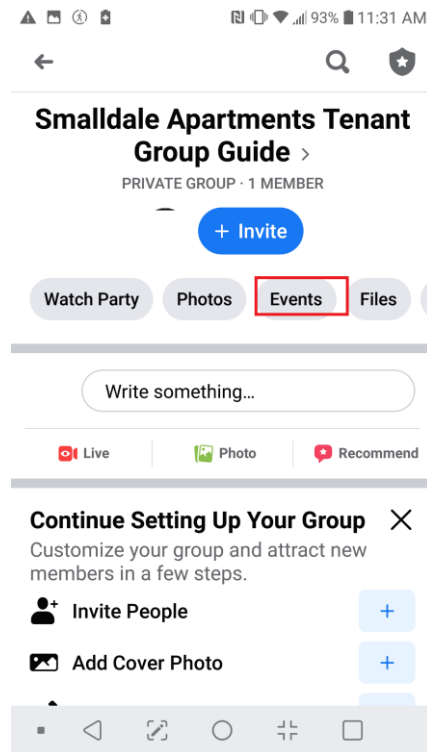 93% 11:31 AM
Smalldale Apartments Tenant
Group Guide >
PRIVATE GROUP · 1 MEMBER
+ Invite
Watch Party Photos Events Files
Write something...
Live Photo Recommend
Continue Setting Up Your Group
Customize your group and attract new
members in a few steps.
Invite People +
Add Cover Photo +